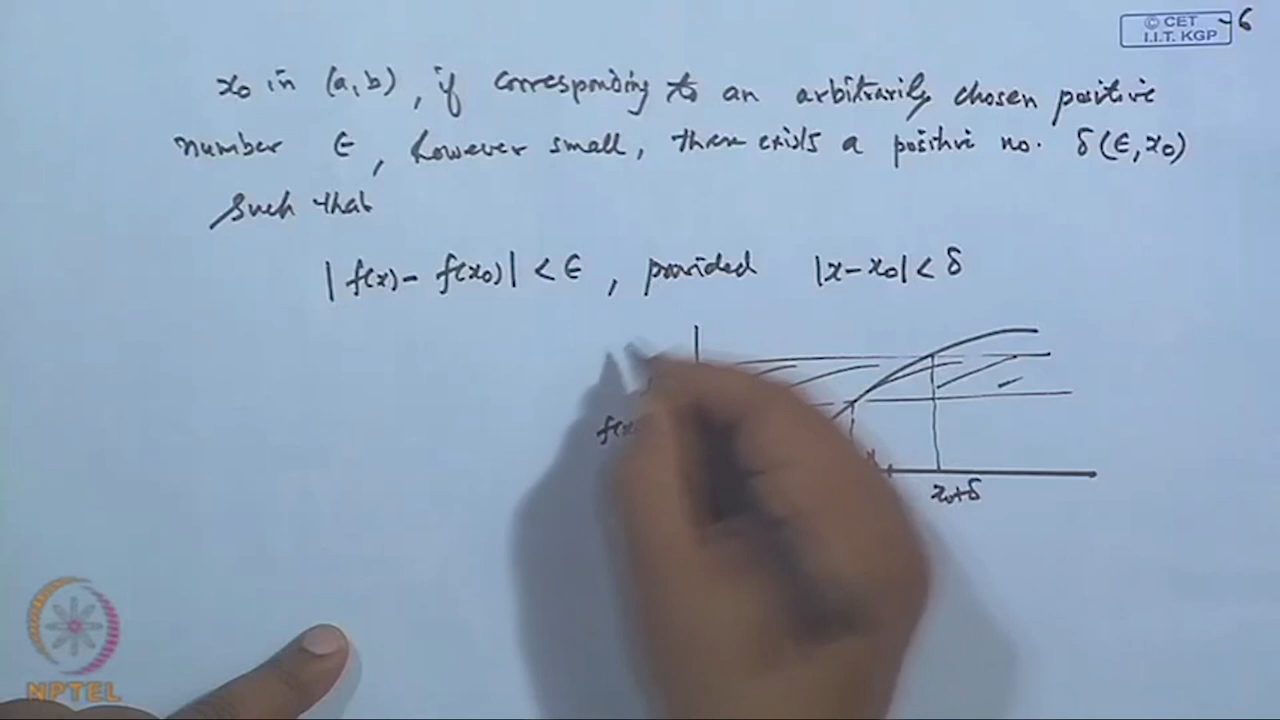 © CET
I.I.T. KGP
-6
x₀ in (a,b), if corresponding to an arbitrarily chosen positive
number ϵ, however small, there exists a positive no. δ(ϵ,x₀)
such that
|f(x)- f(x₀)| < ϵ, provided |x-x₀| < δ
x₀+δ
NPTEL